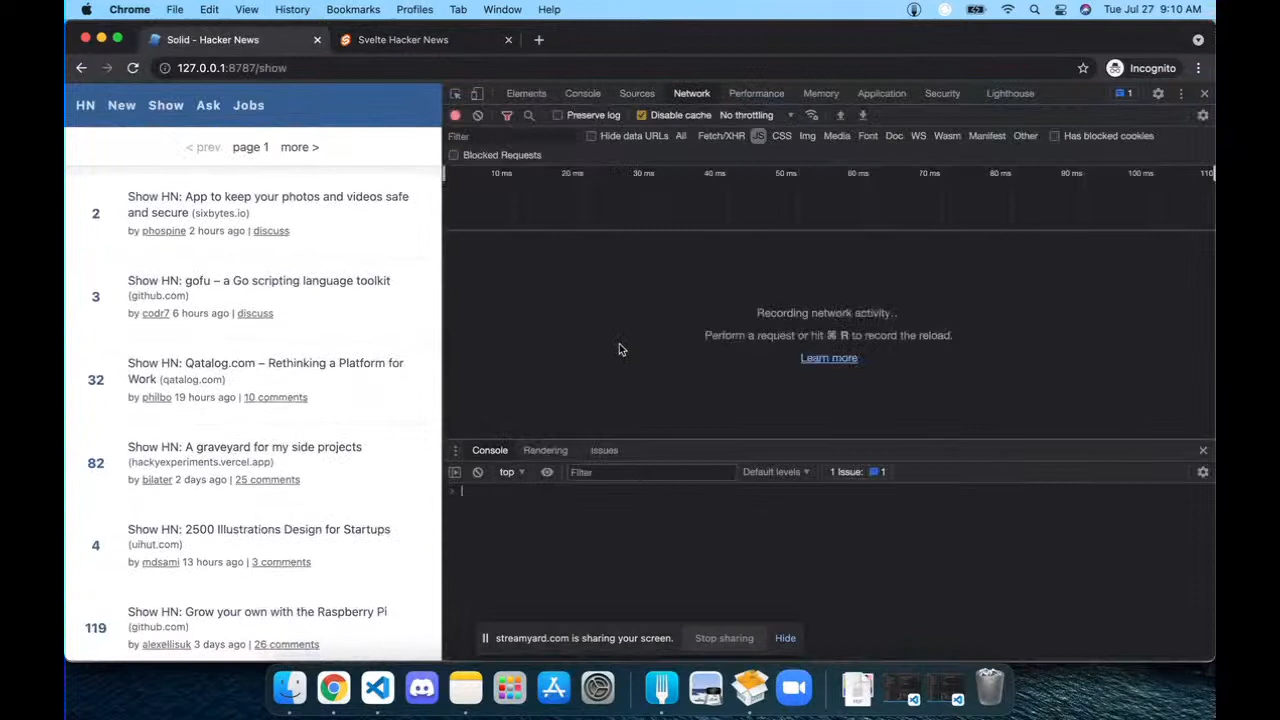 Chrome File Edit View History Bookmarks Profiles Tab Window Help Tue Jul 27 9:10 AM
Solid - Hacker News Svelte Hacker News
127.0.0.1:8787/show Incognito
HN New Show Ask Jobs
< prev page 1 more >
2
Show HN: App to keep your photos and videos safe
and secure (sixbytes.io)
by phospine 2 hours ago | discuss
3
Show HN: gofu – a Go scripting language toolkit
(github.com)
by codr7 6 hours ago | discuss
32
Show HN: Qatalog.com – Rethinking a Platform for
Work (qatalog.com)
by philbo 19 hours ago | 10 comments
82
Show HN: A graveyard for my side projects
(hackyexperiments.vercel.app)
by bilater 2 days ago | 25 comments
4
Show HN: 2500 Illustrations Design for Startups
(uihut.com)
by mdsami 13 hours ago | 3 comments
119
Show HN: Grow your own with the Raspberry Pi
(github.com)
by alexellisuk 3 days ago | 26 comments
Elements Console Sources Network Performance Memory Application Security Lighthouse 1
Preserve log Disable cache No throttling
Filter Hide data URLs All Fetch/XHR JS CSS Img Media Font Doc WS Wasm Manifest Other Has blocked cookies
Blocked Requests
10 ms 20 ms 30 ms 40 ms 50 ms 60 ms 70 ms 80 ms 90 ms 100 ms 110
Recording network activity…
Perform a request or hit ⌘ R to record the reload.
Learn more
Console Rendering Issues
top Filter Default levels 1 Issue: 1
streamyard.com is sharing your screen. Stop sharing Hide